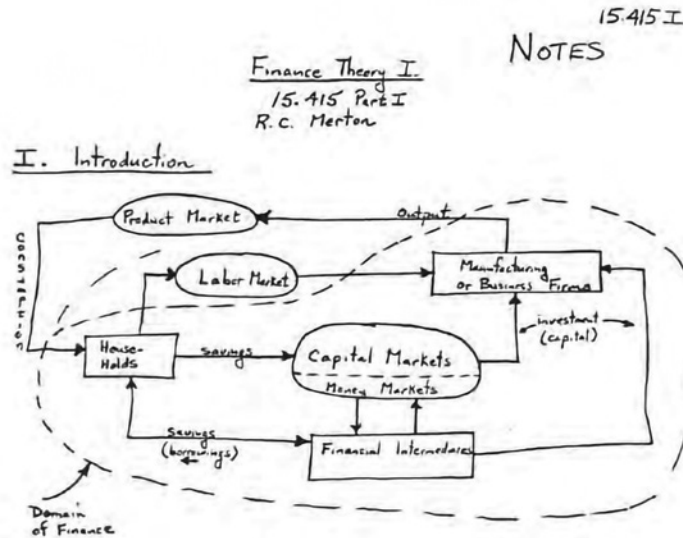 15.415 I
NOTES
Finance Theory I.
15.415 Part I
R.C. Merton
I. Introduction
Product Market
Output
Consumption
Labor Market
Manufacturing
or Business Firms
investment
(capital)
House-
Holds
Savings
Capital Markets
Money Markets
Savings
(borrowings)
Financial Intermediaries
Domain
of Finance